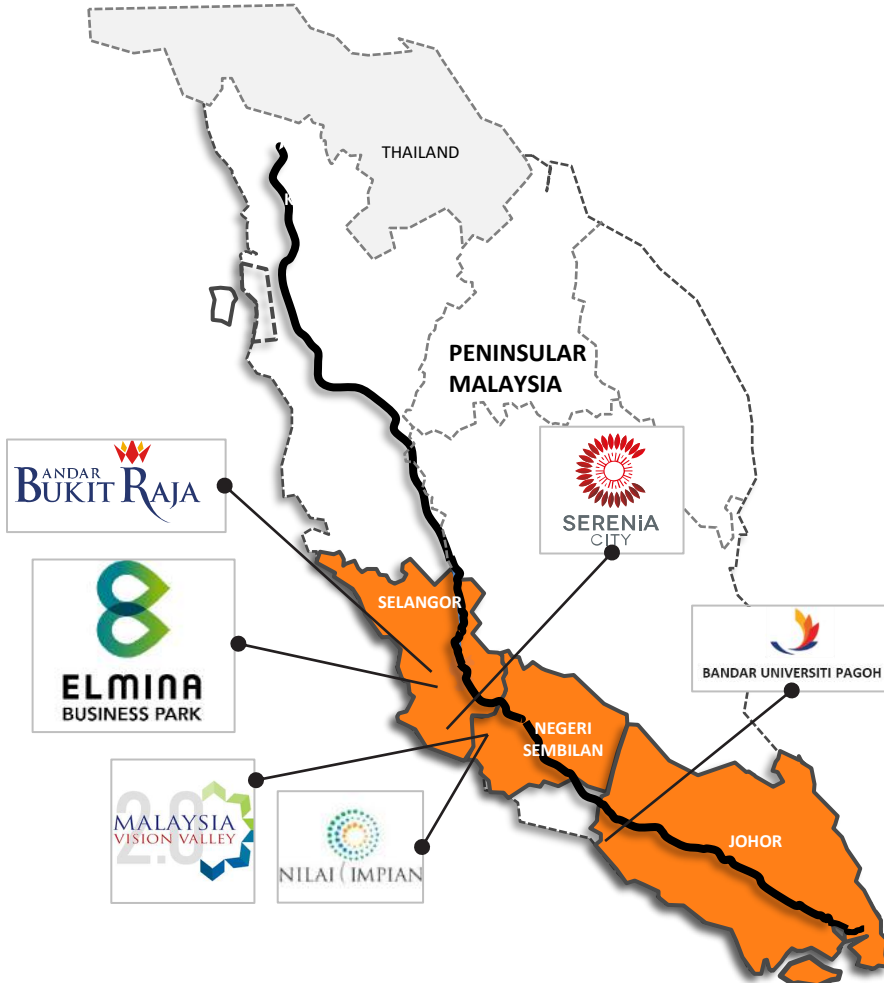 THAILAND
K
PENINSULAR
MALAYSIA
BANDAR
BUKIT RAJA
SERENiA
CITY
ELMINA
BUSINESS PARK
SELANGOR
BANDAR UNIVERSITI PAGOH
NEGERI
SEMBILAN
2.0
MALAYSIA
VISION VALLEY
NILAI IMPIAN
JOHOR